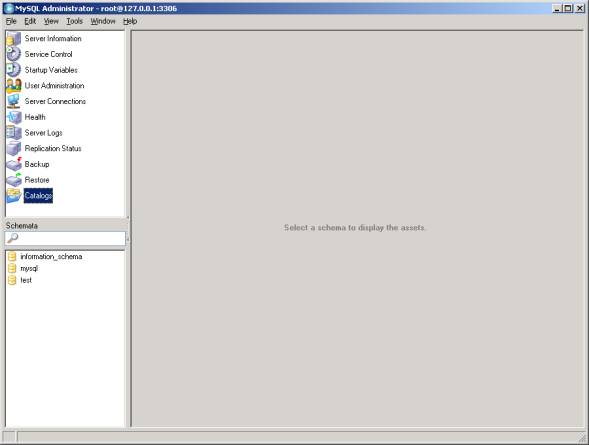 MySQL Administrator - root@127.0.0.1:3306
File Edit View Tools Window Help
Server Information
Service Control
Startup Variables
User Administration
Server Connections
Health
Server Logs
Replication Status
Backup
Restore
Catalogs
Schemata
information_schema
mysql
test
Select a schema to display the assets.